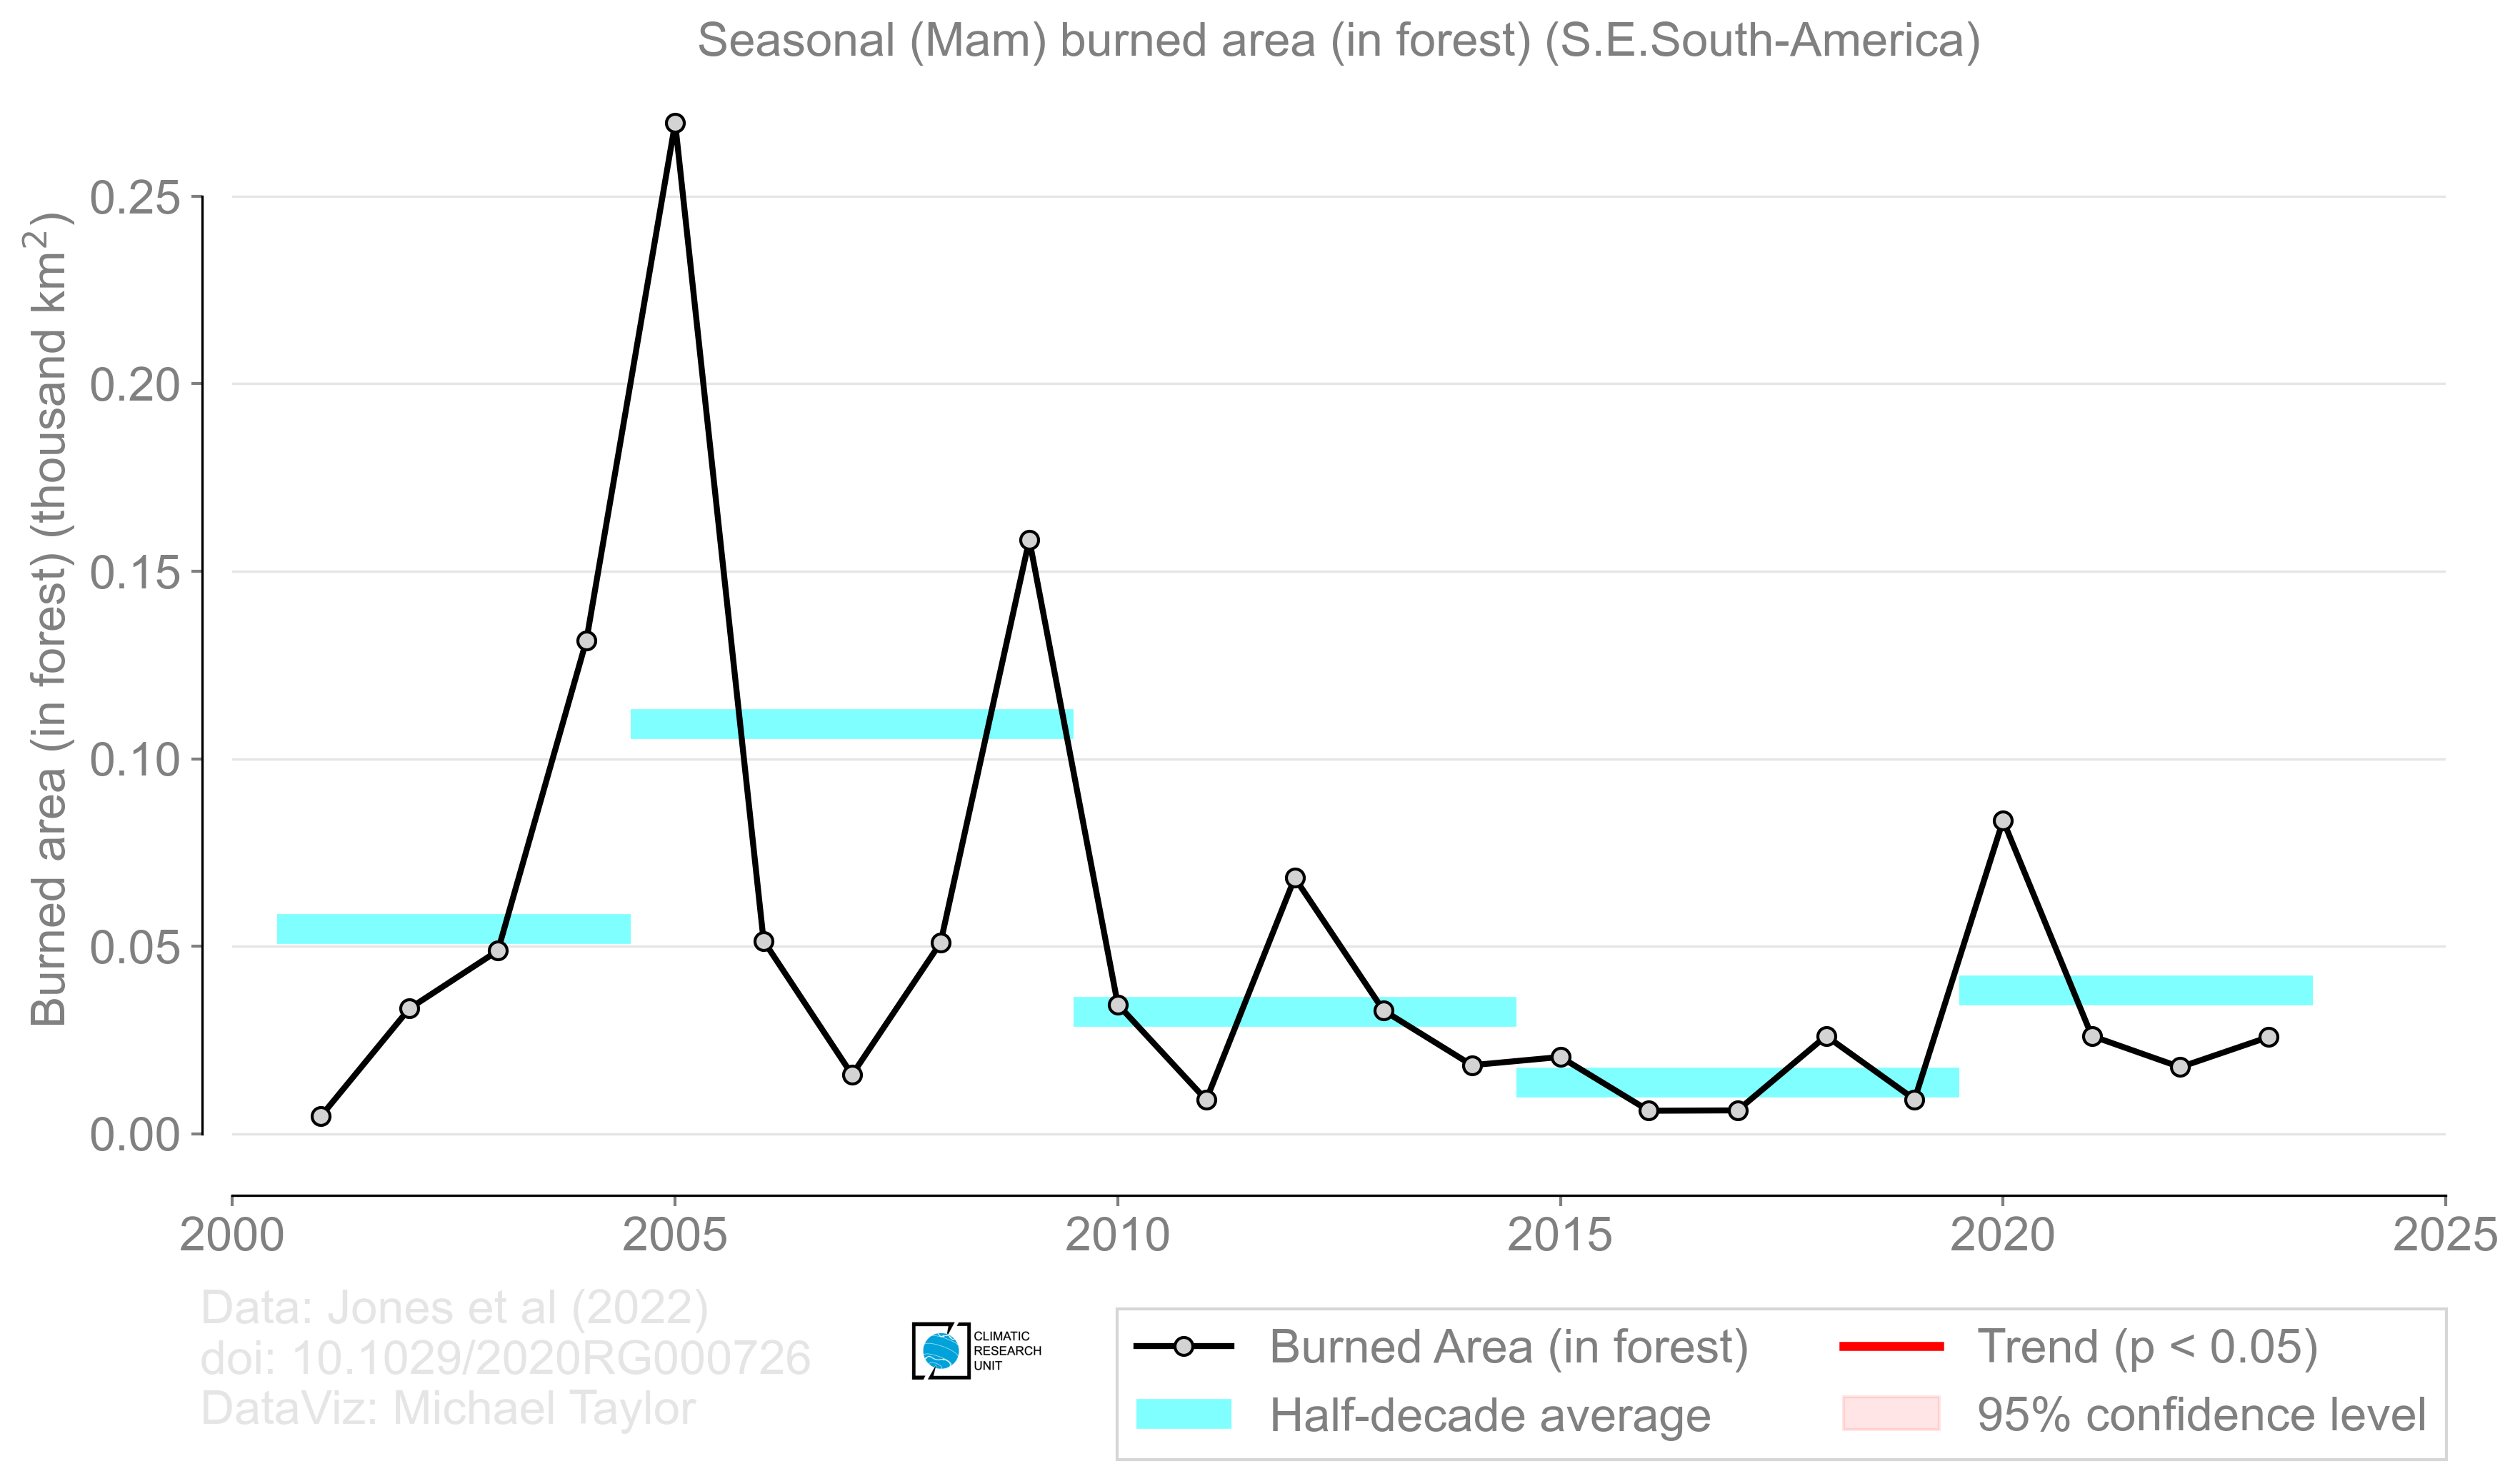 Seasonal (Mam) burned area (in forest) (S.E.South-America)
Burned area (in forest) (thousand km²)
0.25
0.20
0.15
0.10
0.05
0.00
2000
2005
2010
2015
2020
2025
Data: Jones et al (2022)
doi: 10.1029/2020RG000726
DataViz: Michael Taylor
CLIMATIC
RESEARCH
UNIT
Burned Area (in forest)
Half-decade average
Trend (p < 0.05)
95% confidence level